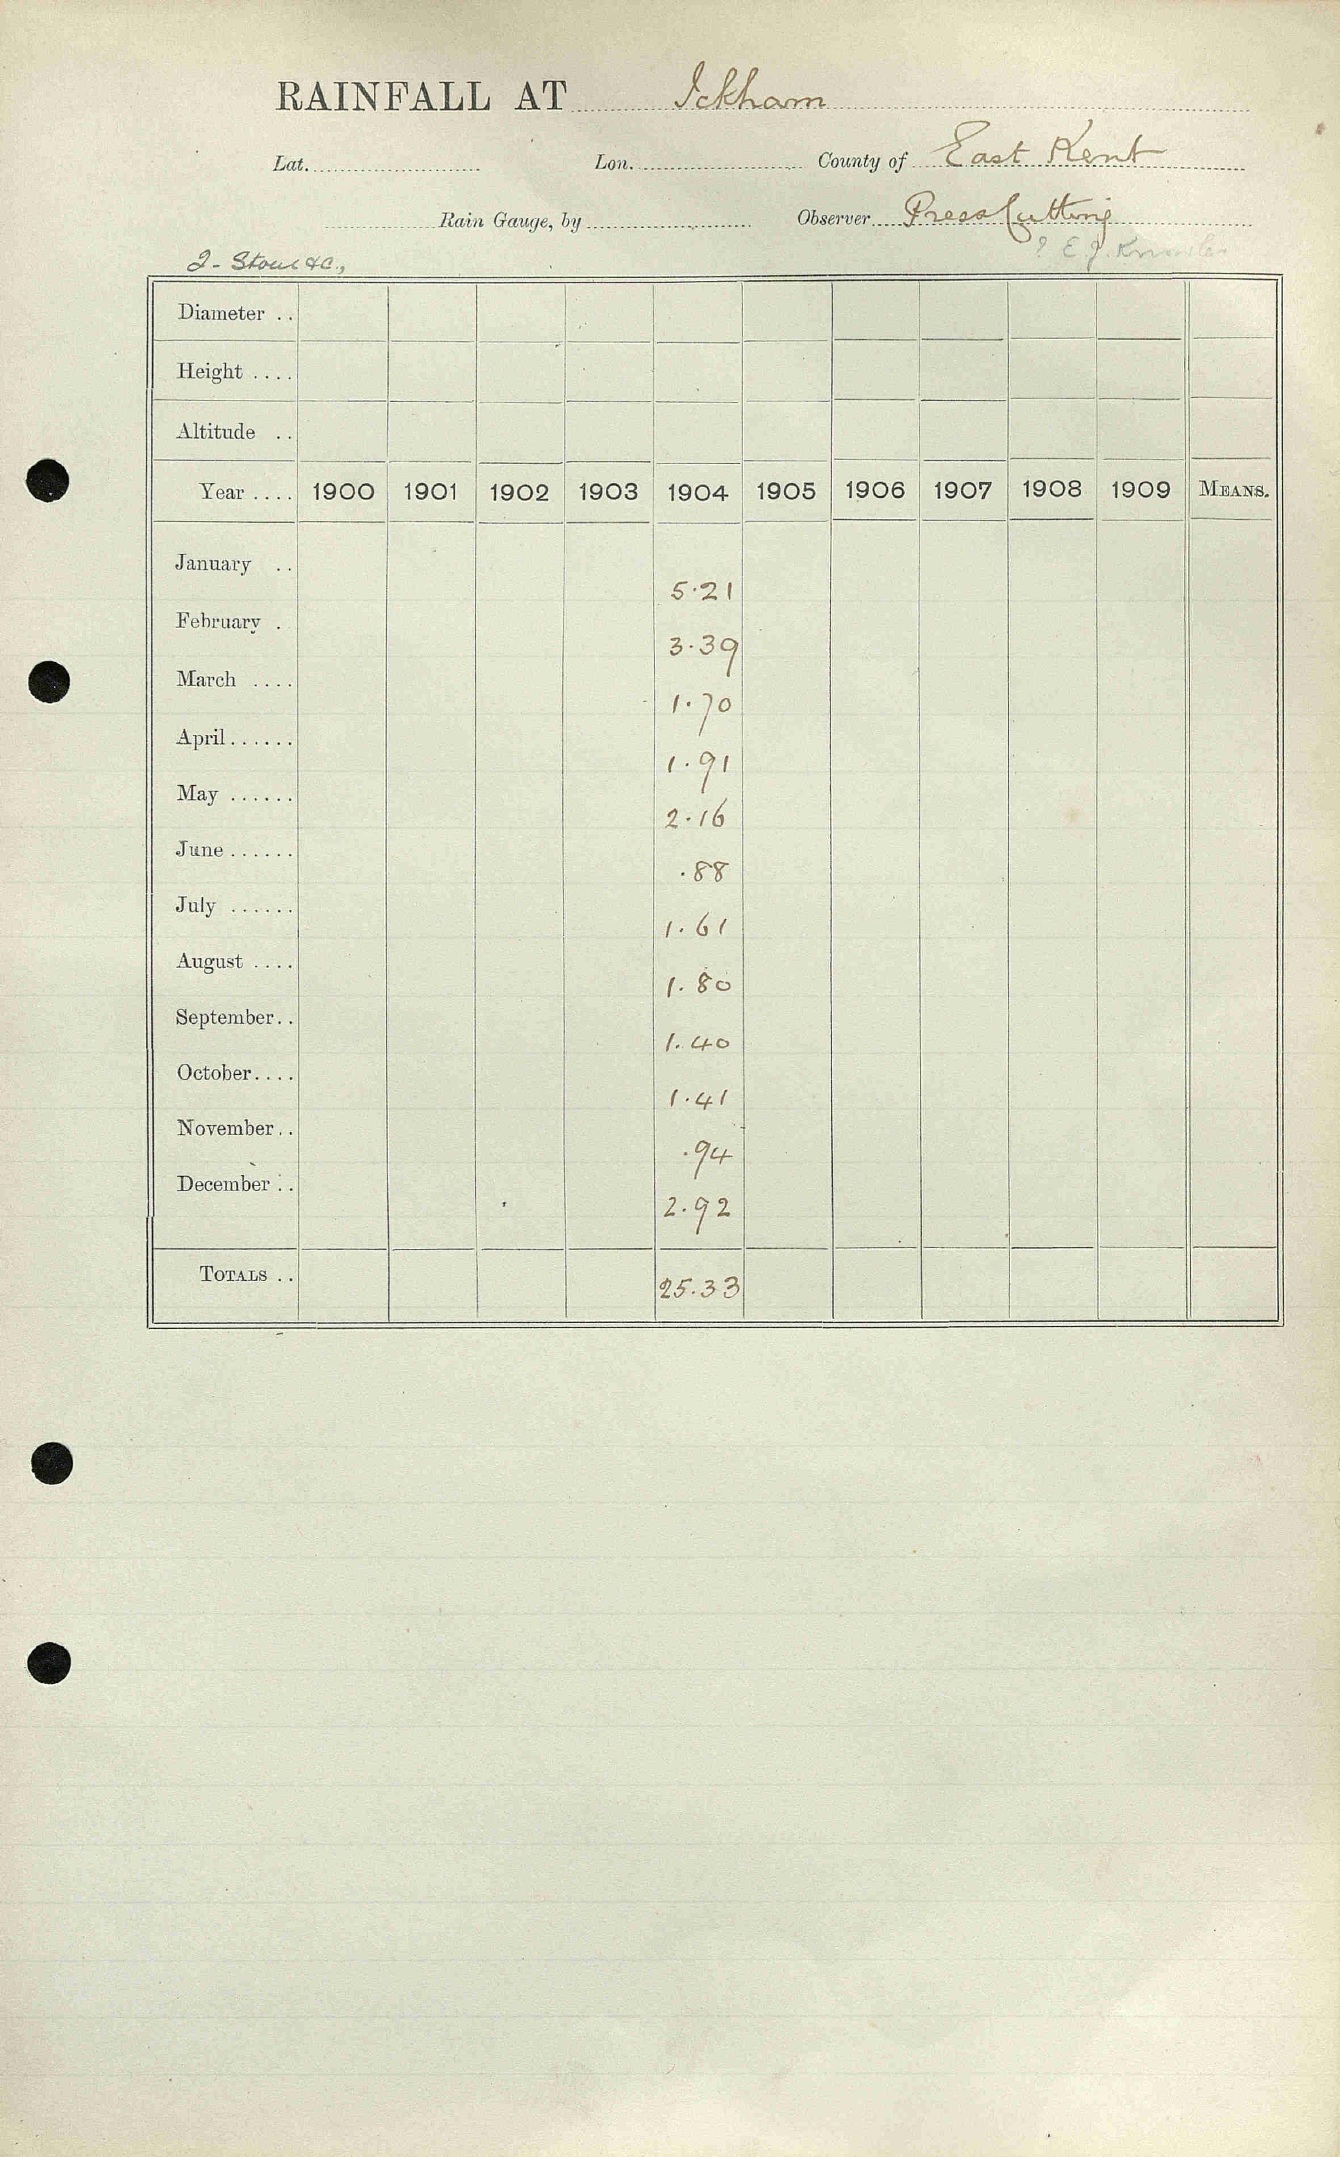 RAINFALL AT Ickham
Lat. Lon. County of East Kent
Rain Gauge, by Observer Press Cutting
? E. J. Knowles
2 - Stour &c.,
Diameter ..
Height ....
Altitude ..
Year .... 1900 1901 1902 1903 1904 1905 1906 1907 1908 1909 MEANS.
January .. 5.21
February . 3.39
March .... 1.70
April...... 1.91
May ...... 2.16
June ...... .88
July ...... 1.61
August .... 1.80
September.. 1.40
October.... 1.41
November.. .94
December .. 2.92
TOTALS .. 25.33